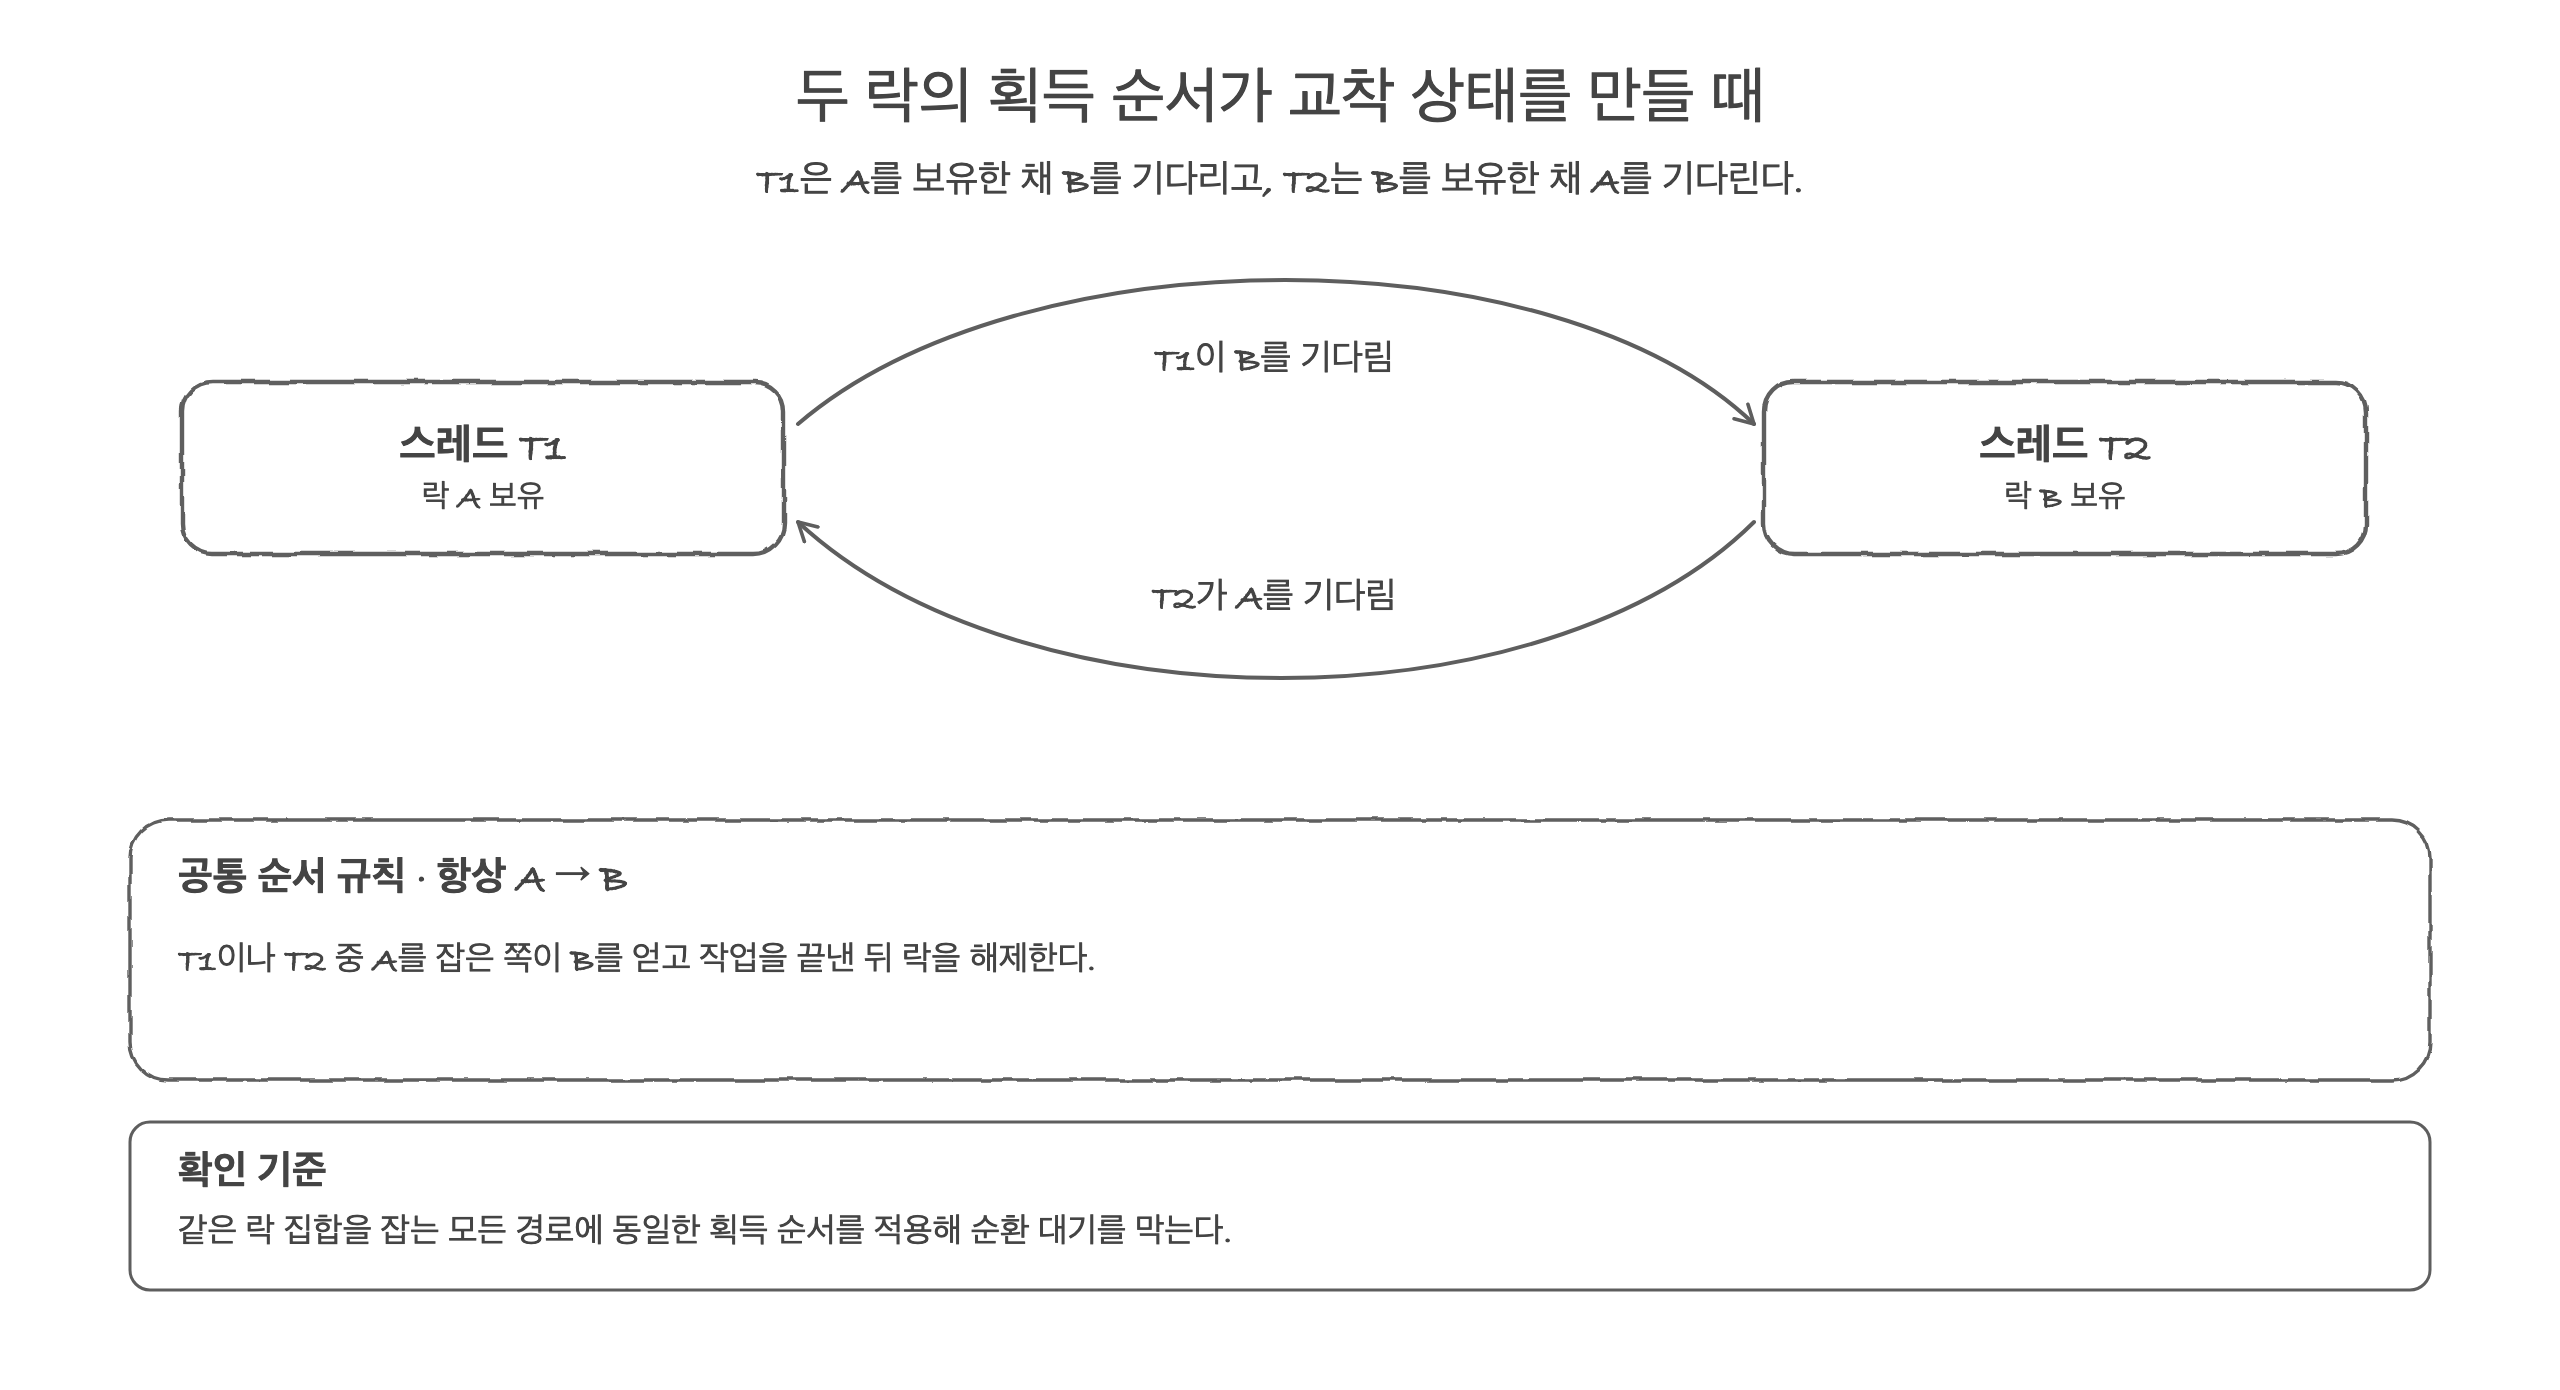 두 락의 획득 순서가 교착 상태를 만들 때
T1은 A를 보유한 채 B를 기다리고, T2는 B를 보유한 채 A를 기다린다.
T1이 B를 기다림
스레드 T1
락 A 보유
스레드 T2
락 B 보유
T2가 A를 기다림
공통 순서 규칙 · 항상 A → B
T1이나 T2 중 A를 잡은 쪽이 B를 얻고 작업을 끝낸 뒤 락을 해제한다.
확인 기준
같은 락 집합을 잡는 모든 경로에 동일한 획득 순서를 적용해 순환 대기를 막는다.